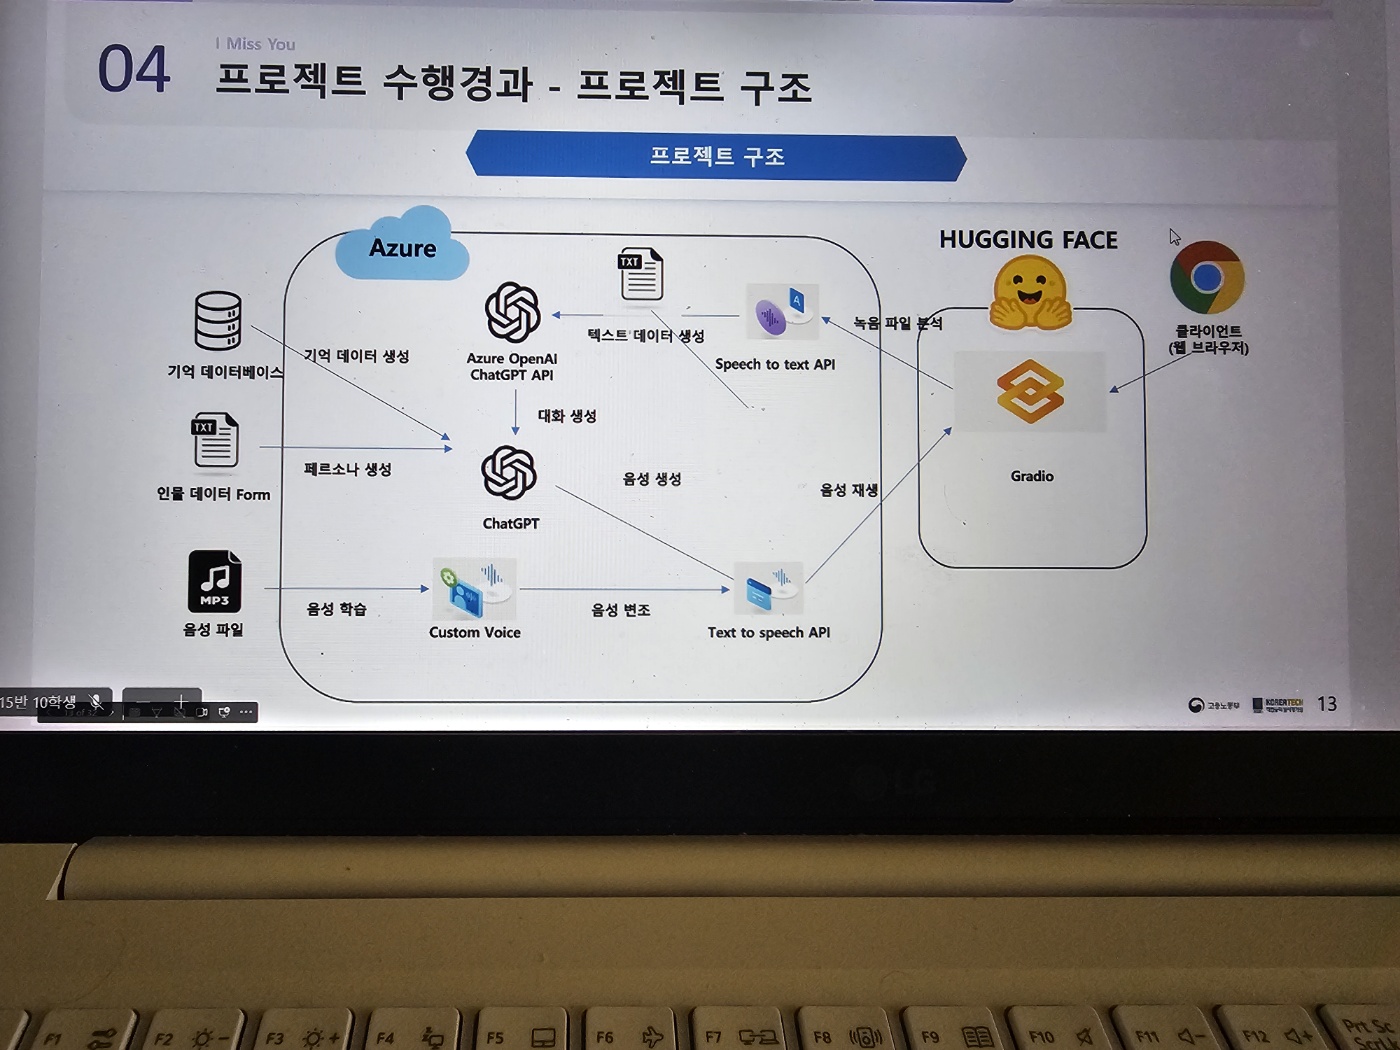 I Miss You
04
프로젝트 수행경과 - 프로젝트 구조
프로젝트 구조
Azure
HUGGING FACE
TXT
A
녹음 파일 분석
클라이언트
(웹 브라우저)
텍스트 데이터 생성
기억 데이터 생성
Azure OpenAI
ChatGPT API
Speech to text API
기억 데이터베이스
대화 생성
TXT
페르소나 생성
음성 생성
음성 재생
Gradio
인물 데이터 Form
ChatGPT
MP3
음성 학습
음성 변조
음성 파일
Custom Voice
Text to speech API
15반 10학생
고용노동부
KOREATECH
13
LG
F1
F2
F3
F4
F5
F6
F7
F8
F9
F10
F11
F12
Prt Sc